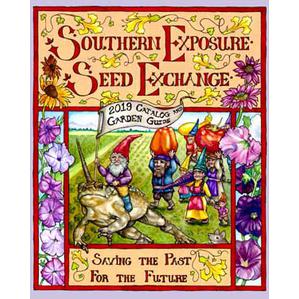 Southern Exposure
Seed Exchange
2019 Catalog and
Garden Guide
Saving the Past
For the Future